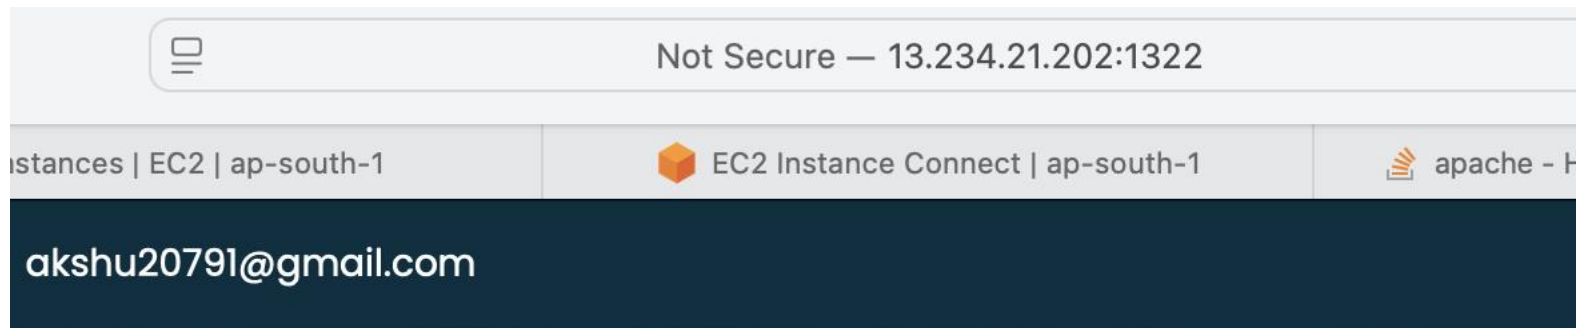 Not Secure — 13.234.21.202:1322
nstances | EC2 | ap-south-1
EC2 Instance Connect | ap-south-1
apache - H
akshu20791@gmail.com